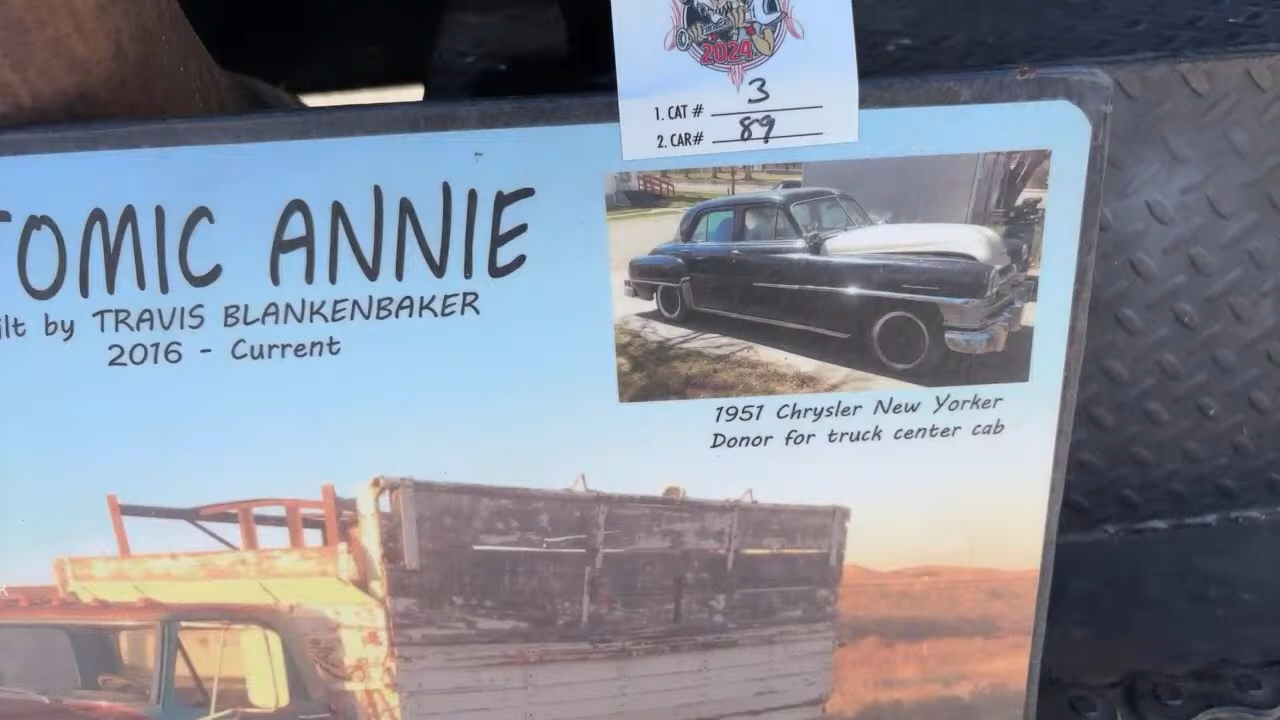 2024
1. CAT # 3
2. CAR# 89
TOMIC ANNIE
ilt by TRAVIS BLANKENBAKER
2016 - Current
1951 Chrysler New Yorker
Donor for truck center cab